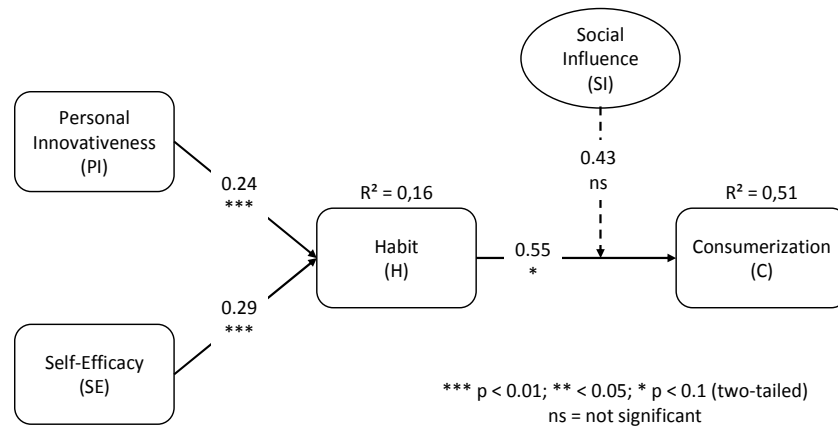 Social
Influence
(SI)
Personal
Innovativeness
(PI)
0.24
***
0.43
ns
R² = 0,16
R² = 0,51
Habit
(H)
0.55
*
Consumerization
(C)
0.29
***
Self-Efficacy
(SE)
*** p < 0.01; ** < 0.05; * p < 0.1 (two-tailed)
ns = not significant